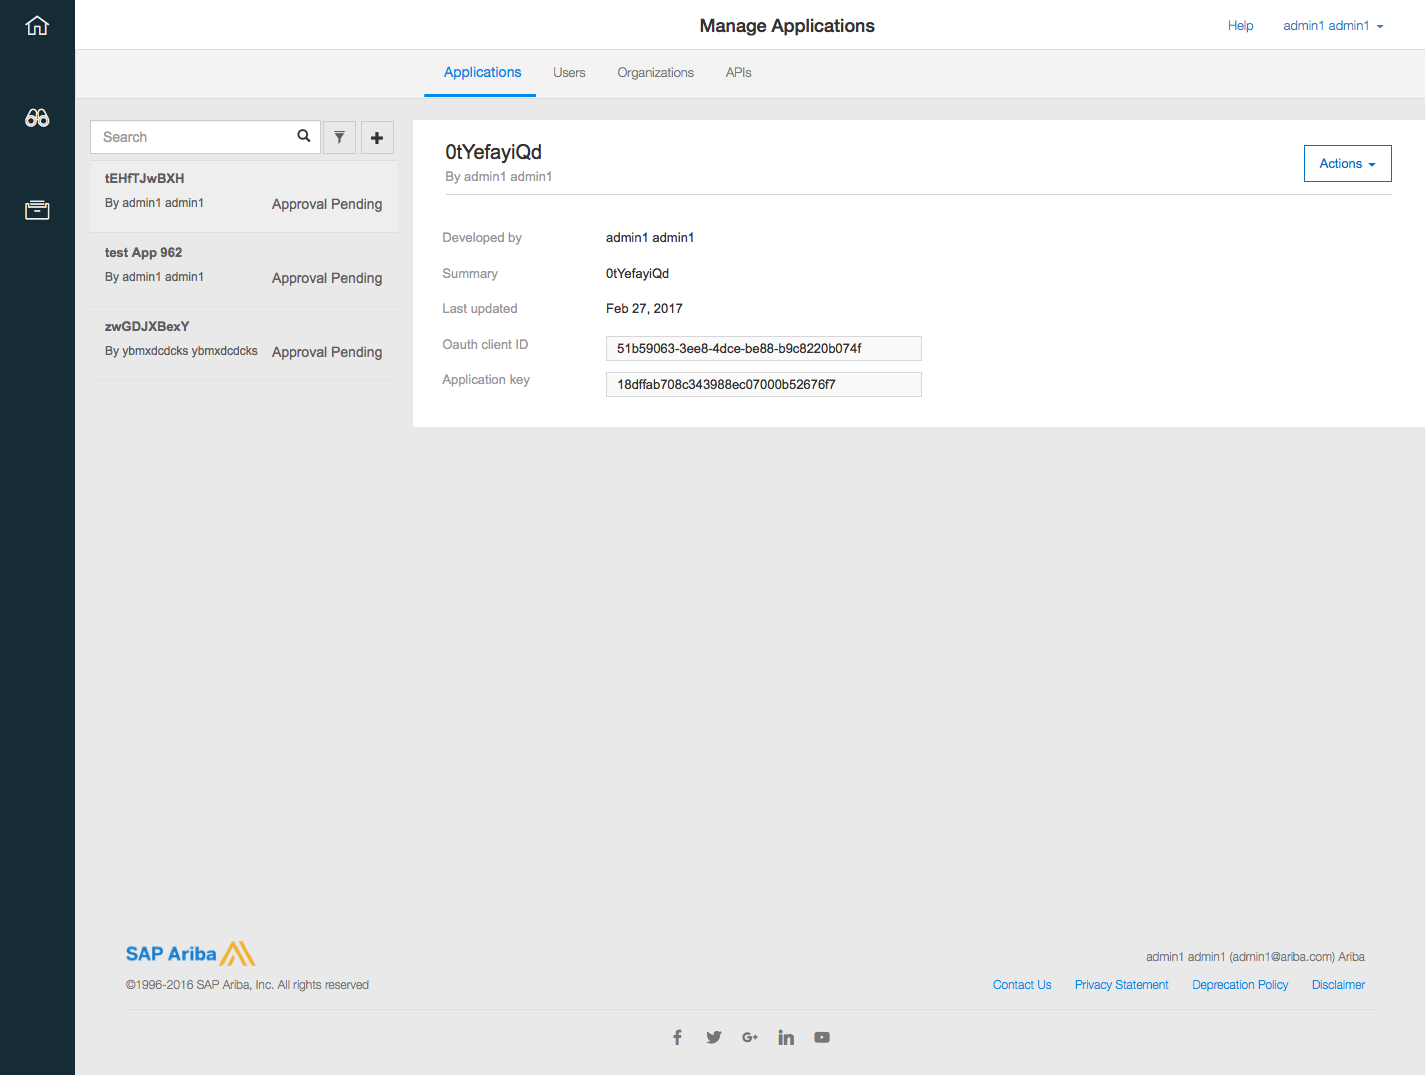 Manage Applications
Help
admin1 admin1
Applications
Users
Organizations
APIs
Search
tEHfTJwBXH
By admin1 admin1
Approval Pending
test App 962
By admin1 admin1
Approval Pending
zwGDJXBexY
By ybmxdcdcks ybmxdcdcks
Approval Pending
0tYefayiQd
By admin1 admin1
Actions
Developed by
admin1 admin1
Summary
0tYefayiQd
Last updated
Feb 27, 2017
Oauth client ID
51b59063-3ee8-4dce-be88-b9c8220b074f
Application key
18dffab708c343988ec07000b52676f7
SAP Ariba
©1996-2016 SAP Ariba, Inc. All rights reserved
admin1 admin1 (admin1@ariba.com) Ariba
Contact Us
Privacy Statement
Deprecation Policy
Disclaimer